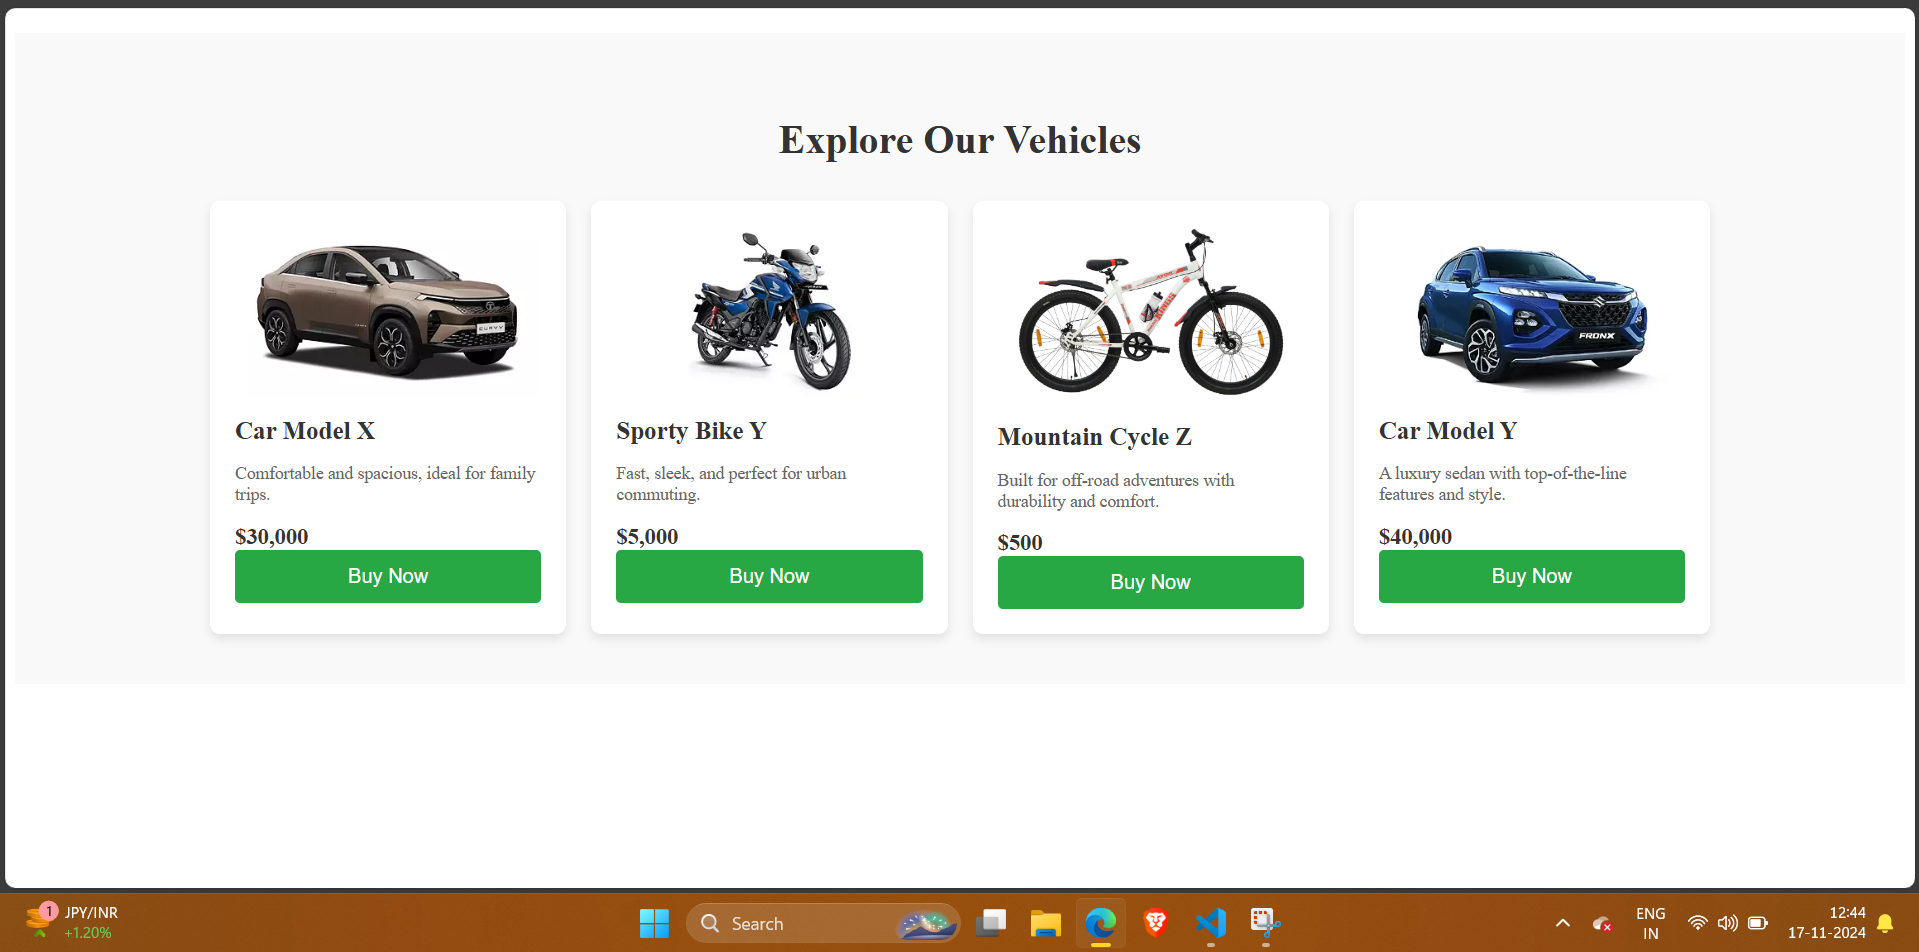 Explore Our Vehicles
CURVV
FRONX
Car Model X
Comfortable and spacious, ideal for family
trips.
$30,000
Buy Now
Sporty Bike Y
Fast, sleek, and perfect for urban
commuting.
$5,000
Buy Now
Mountain Cycle Z
Built for off-road adventures with
durability and comfort.
$500
Buy Now
Car Model Y
A luxury sedan with top-of-the-line
features and style.
$40,000
Buy Now
1
JPY/INR
+1.20%
Search
ENG
IN
12:44
17-11-2024